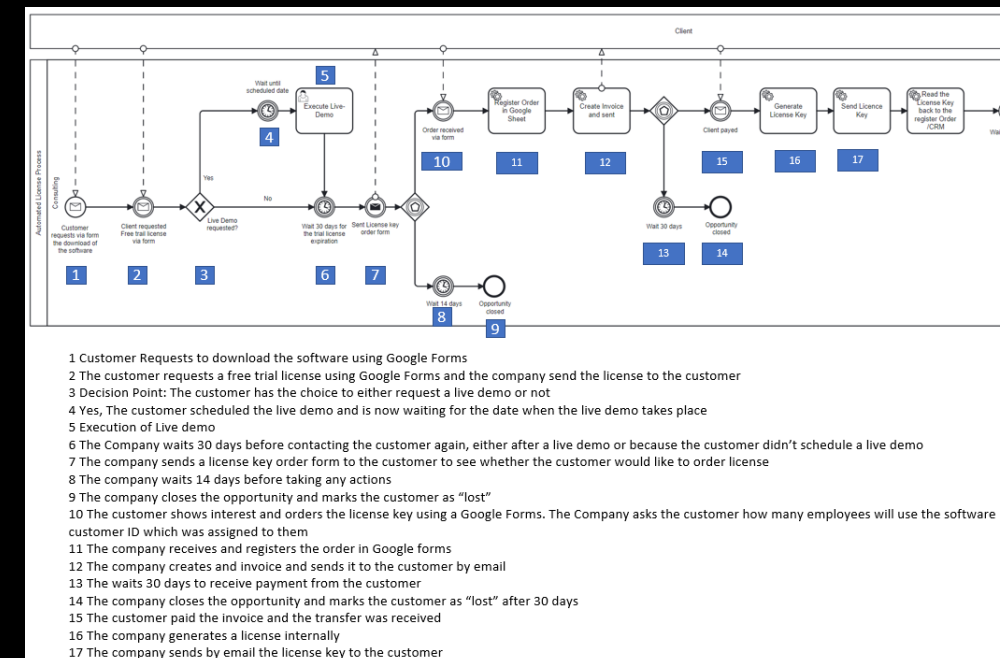 Client
Automated License Process
Consulting
Wait until
scheduled date
5
Execute Live-
Demo
4
Yes
No
Customer
requests via form
the download of
the software
1
Client requested
Free trail license
via form
2
Live Demo
requested?
3
Wait 30 days for
the trial license
expiration
6
Sent License key
order form
7
Order received
via form
10
Register Order
in Google
Sheet
11
Create Invoice
and sent
12
Client payed
15
Generate
License Key
16
Send Licence
Key
17
Read the
License Key
back to the
register Order
/CRM
Wait 30 days
13
Opportunity
closed
14
Wait 14 days
8
Opportunity
closed
9
1 Customer Requests to download the software using Google Forms
2 The customer requests a free trial license using Google Forms and the company send the license to the customer
3 Decision Point: The customer has the choice to either request a live demo or not
4 Yes, The customer scheduled the live demo and is now waiting for the date when the live demo takes place
5 Execution of Live demo
6 The Company waits 30 days before contacting the customer again, either after a live demo or because the customer didn't schedule a live demo
7 The company sends a license key order form to the customer to see whether the customer would like to order license
8 The company waits 14 days before taking any actions
9 The company closes the opportunity and marks the customer as "lost"
10 The customer shows interest and orders the license key using a Google Forms. The Company asks the customer how many employees will use the software
customer ID which was assigned to them
11 The company receives and registers the order in Google forms
12 The company creates and invoice and sends it to the customer by email
13 The waits 30 days to receive payment from the customer
14 The company closes the opportunity and marks the customer as "lost" after 30 days
15 The customer paid the invoice and the transfer was received
16 The company generates a license internally
17 The company sends by email the license key to the customer